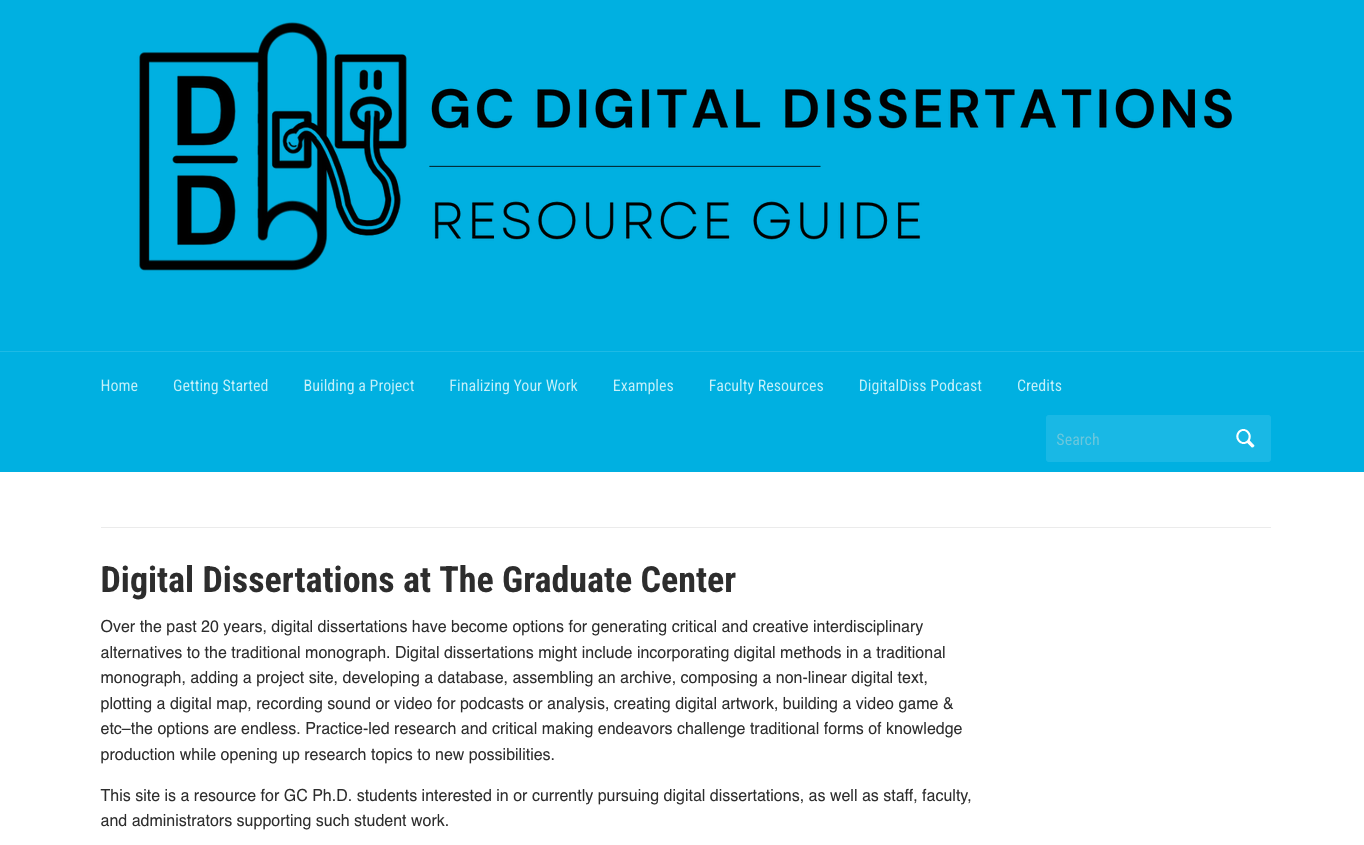 D
D
GC DIGITAL DISSERTATIONS
RESOURCE GUIDE
Home Getting Started Building a Project Finalizing Your Work Examples Faculty Resources DigitalDiss Podcast Credits
Search
Digital Dissertations at The Graduate Center
Over the past 20 years, digital dissertations have become options for generating critical and creative interdisciplinary
alternatives to the traditional monograph. Digital dissertations might include incorporating digital methods in a traditional
monograph, adding a project site, developing a database, assembling an archive, composing a non-linear digital text,
plotting a digital map, recording sound or video for podcasts or analysis, creating digital artwork, building a video game &
etc–the options are endless. Practice-led research and critical making endeavors challenge traditional forms of knowledge
production while opening up research topics to new possibilities.
This site is a resource for GC Ph.D. students interested in or currently pursuing digital dissertations, as well as staff, faculty,
and administrators supporting such student work.